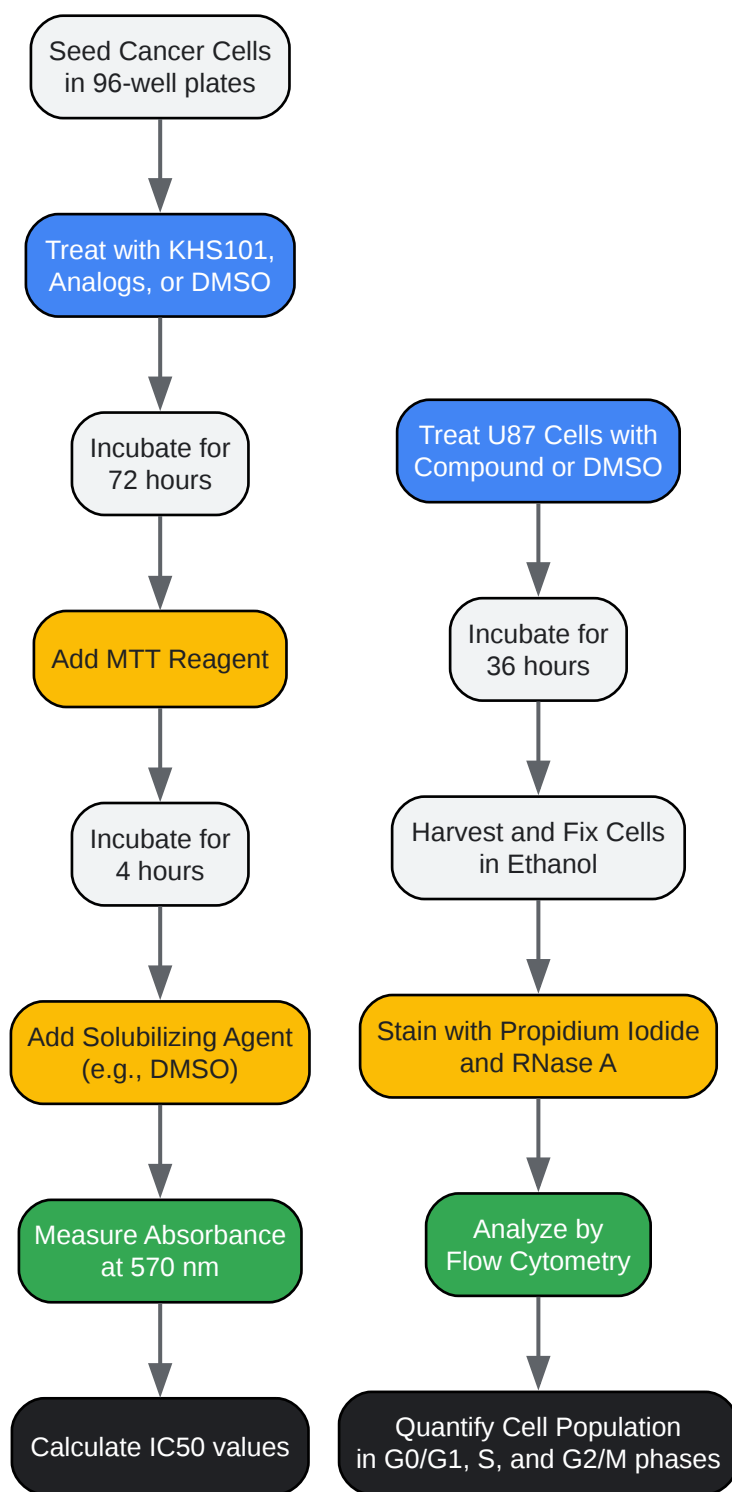 Seed Cancer Cells
in 96-well plates
Treat with KHS101,
Analogs, or DMSO
Incubate for
72 hours
Add MTT Reagent
Incubate for
4 hours
Add Solubilizing Agent
(e.g., DMSO)
Measure Absorbance
at 570 nm
Calculate IC50 values
Treat U87 Cells with
Compound or DMSO
Incubate for
36 hours
Harvest and Fix Cells
in Ethanol
Stain with Propidium Iodide
and RNase A
Analyze by
Flow Cytometry
Quantify Cell Population
in G0/G1, S, and G2/M phases